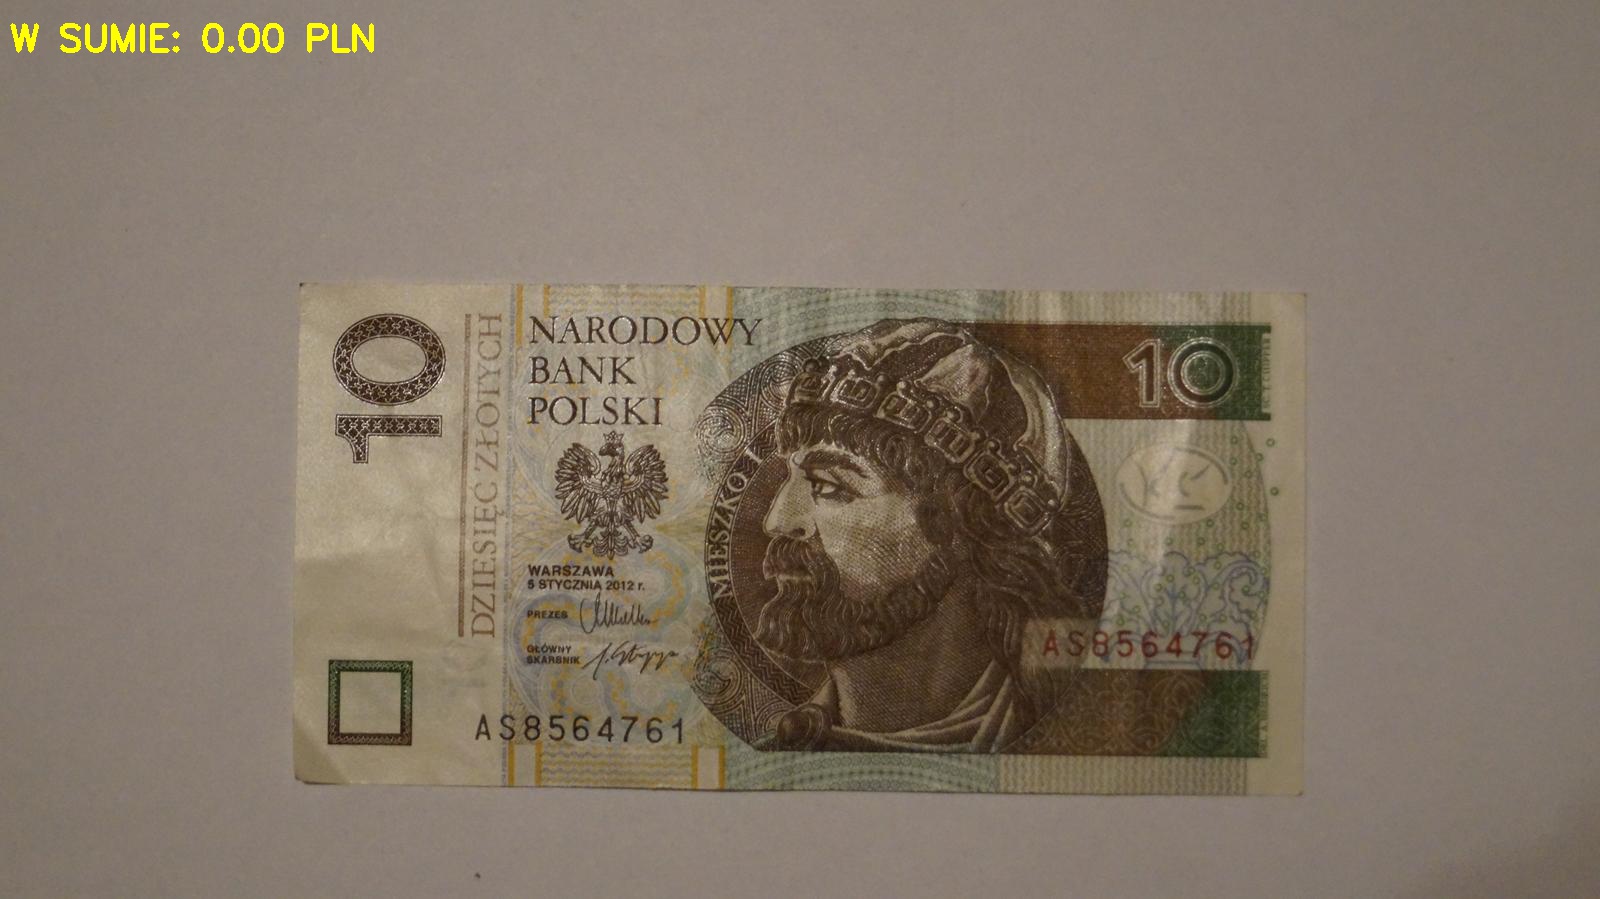 W SUMIE: 0.00 PLN
10
DZIESIĘĆ ZŁOTYCH
NARODOWY
BANK
POLSKI
MIESZKO I
10
WARSZAWA
5 STYCZNIA 2012 r.
PREZES
GŁÓWNY
SKARBNIK
AS8564761
AS8564761